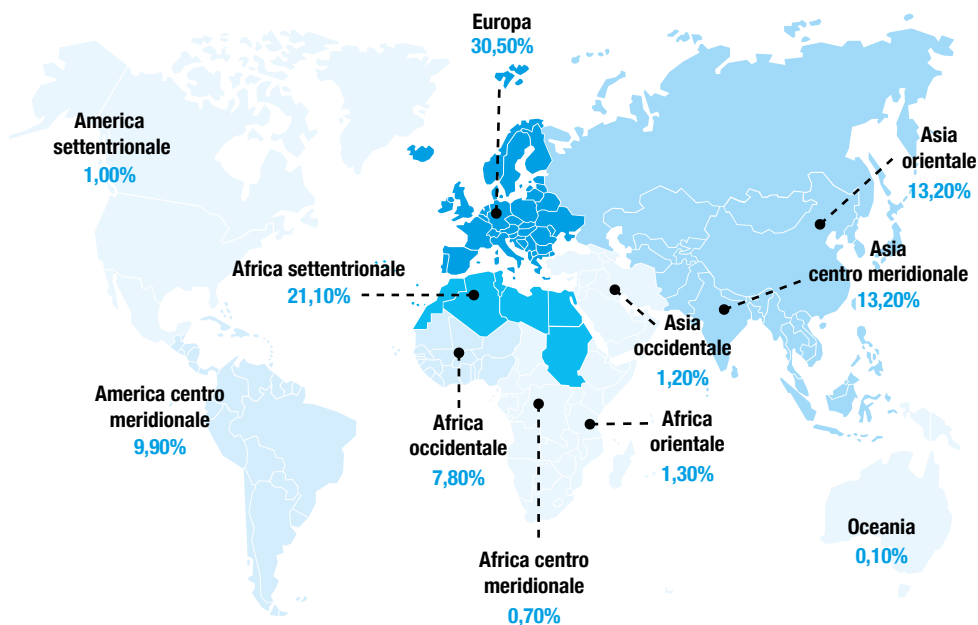 Europa
30,50%
America
settentrionale
1,00%
Asia
orientale
13,20%
Asia
centro meridionale
13,20%
Africa settentrionale
21,10%
Asia
occidentale
1,20%
America centro
meridionale
9,90%
Africa
occidentale
7,80%
Africa
orientale
1,30%
Oceania
0,10%
Africa centro
meridionale
0,70%